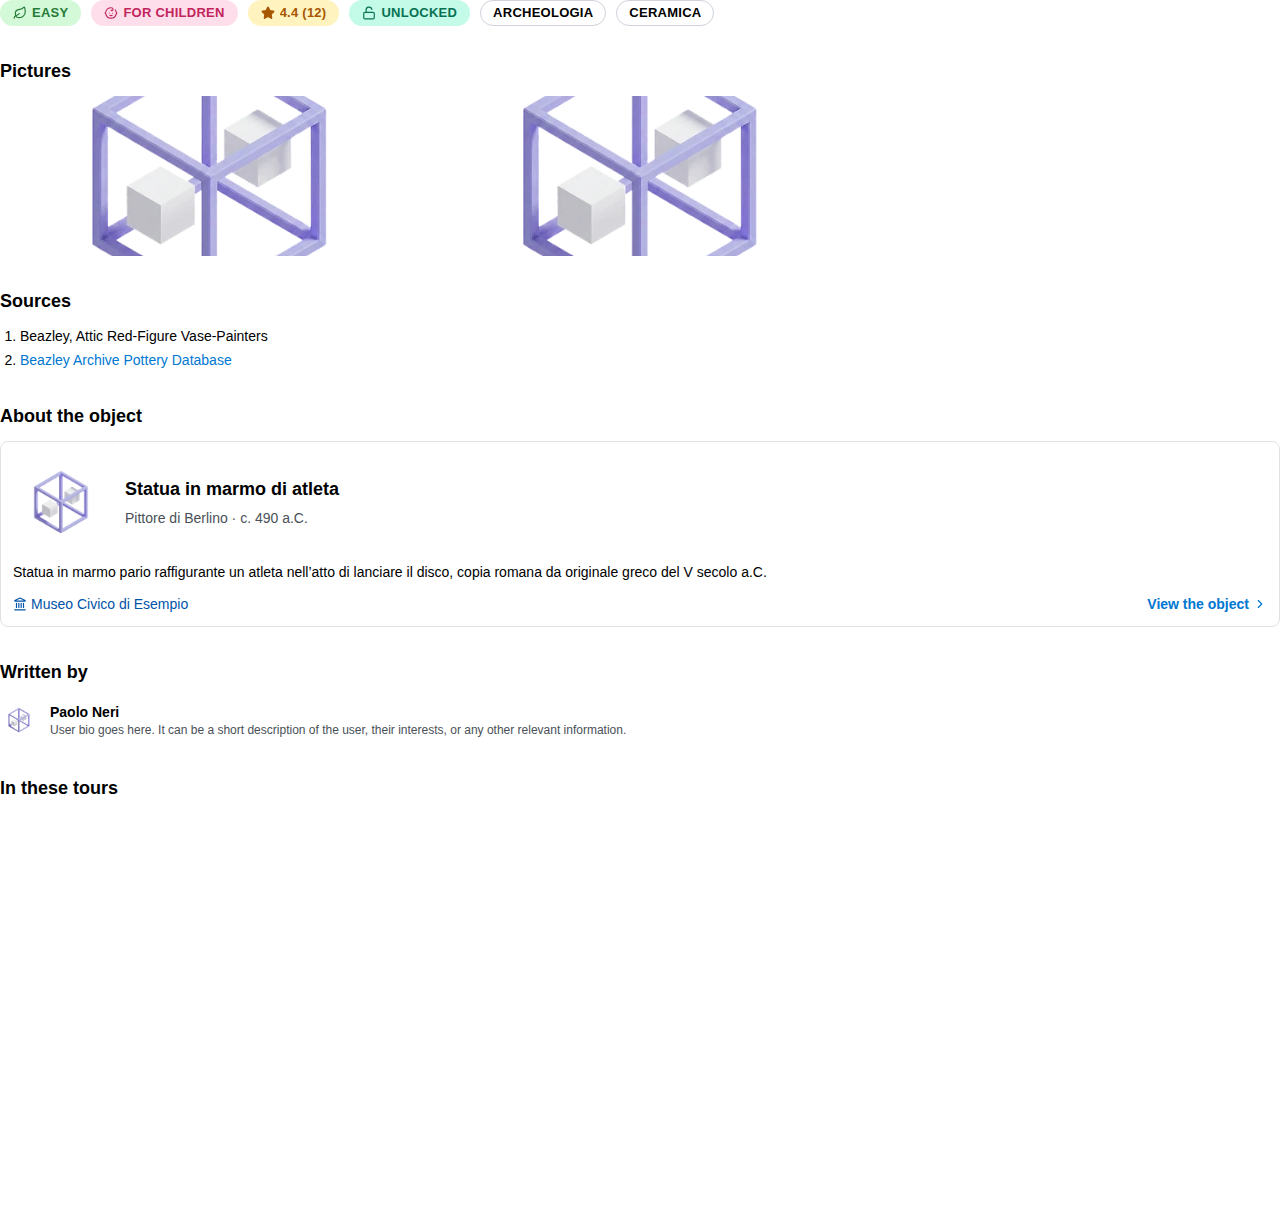 EASY
FOR CHILDREN
4.4 (12)
UNLOCKED
ARCHEOLOGIA
CERAMICA
Pictures
Sources
1. Beazley, Attic Red-Figure Vase-Painters
2. Beazley Archive Pottery Database
About the object
Statua in marmo di atleta
Pittore di Berlino · c. 490 a.C.
Statua in marmo pario raffigurante un atleta nell’atto di lanciare il disco, copia romana da originale greco del V secolo a.C.
Museo Civico di Esempio
View the object
Written by
Paolo Neri
User bio goes here. It can be a short description of the user, their interests, or any other relevant information.
In these tours